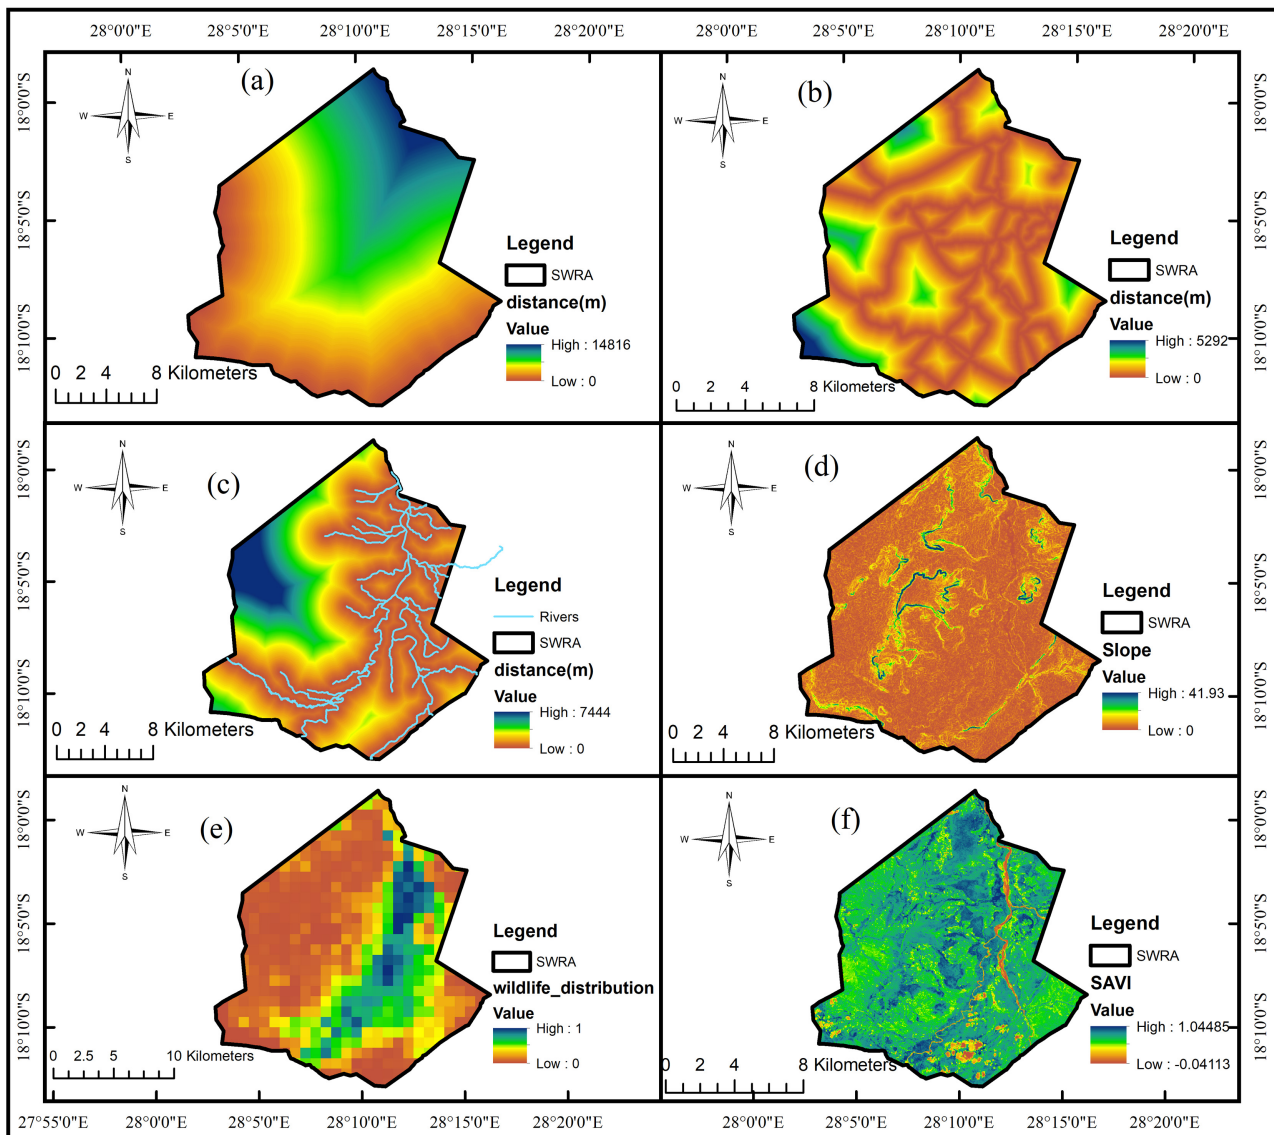 28°0'0"E 28°5'0"E 28°10'0"E 28°15'0"E 28°20'0"E 28°0'0"E 28°5'0"E 28°10'0"E 28°15'0"E 28°20'0"E
(a)
N
W E
S
18°0'0"S
18°5'0"S
18°10'0"S
Legend
SWRA
distance(m)
Value
High : 14816
Low : 0
0 2 4 8 Kilometers
(b)
N
W E
S
18°0'0"S
18°5'0"S
18°10'0"S
Legend
SWRA
distance(m)
Value
High : 5292
Low : 0
0 2 4 8 Kilometers
(c)
N
W E
S
18°0'0"S
18°5'0"S
18°10'0"S
Legend
Rivers
SWRA
distance(m)
Value
High : 7444
Low : 0
0 2 4 8 Kilometers
(d)
N
W E
S
18°0'0"S
18°5'0"S
18°10'0"S
Legend
SWRA
Slope
Value
High : 41.93
Low : 0
0 2 4 8 Kilometers
(e)
N
W E
S
18°0'0"S
18°5'0"S
18°10'0"S
Legend
SWRA
wildlife_distribution
Value
High : 1
Low : 0
0 2.5 5 10 Kilometers
(f)
N
W E
S
18°0'0"S
18°5'0"S
18°10'0"S
Legend
SWRA
SAVI
Value
High : 1.04485
Low : -0.04113
0 2 4 8 Kilometers
27°55'0"E 28°0'0"E 28°5'0"E 28°10'0"E 28°15'0"E 28°20'0"E 28°0'0"E 28°5'0"E 28°10'0"E 28°15'0"E 28°20'0"E